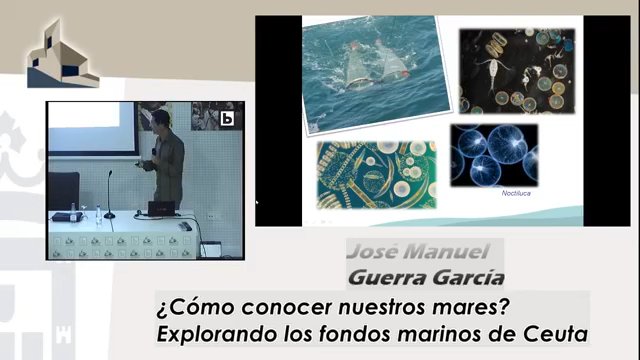 b
Noctiluca
José Manuel
Guerra García
¿Cómo conocer nuestros mares?
Explorando los fondos marinos de Ceuta